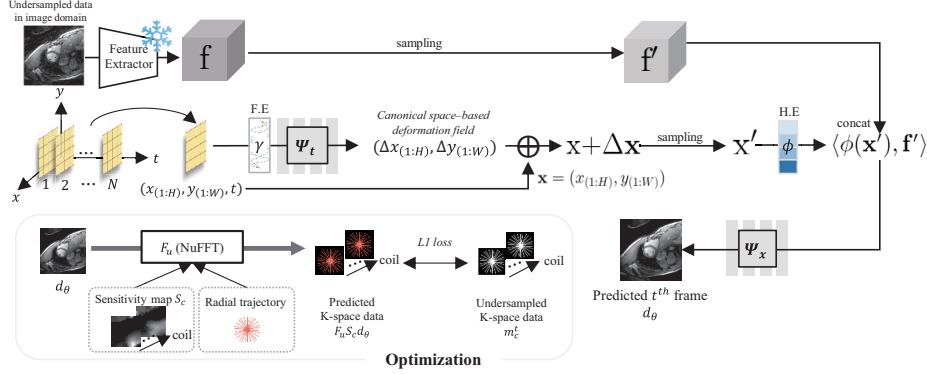 Undersampled data
in image domain
Feature
Extractor
f
sampling
f′
y
F.E
γ
Ψ_t
Canonical space–based
deformation field
(Δx_(1:H), Δy_(1:W))
x+Δx
sampling
x′
H.E
ϕ
concat
⟨ϕ(x′), f′⟩
...
...
t
x
1
2
...
N
(x_(1:H), y_(1:W), t)
x = (x_(1:H), y_(1:W))
F_u (NuFFT)
d_θ
Sensitivity map S_c
coil
Radial trajectory
coil
Predicted
K-space data
F_u S_c d_θ
L1 loss
coil
Undersampled
K-space data
m_c^t
Optimization
Ψ_x
Predicted t^th frame
d_θ